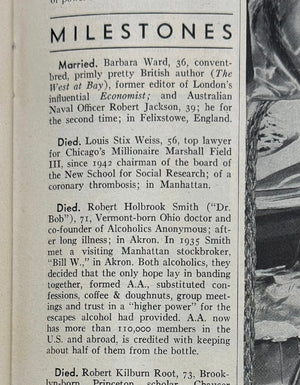 MILESTONES
Married. Barbara Ward, 36, convent-
bred, primly pretty British author (The
West at Bay), former editor of London's
influential Economist; and Australian
Naval Officer Robert Jackson, 39; he for
the second time; in Felixstowe, England.
Died. Louis Stix Weiss, 56, top lawyer
for Chicago's Millionaire Marshall Field
III, since 1942 chairman of the board of
the New School for Social Research; of
a coronary thrombosis; in Manhattan.
Died. Robert Holbrook Smith ("Dr.
Bob"), 71, Vermont-born Ohio doctor and
co-founder of Alcoholics Anonymous; af-
ter long illness; in Akron. In 1935 Smith
met a visiting Manhattan stockbroker,
"Bill W.," in Akron. Both alcoholics, they
decided that the only hope lay in banding
together, formed A.A., substituted con-
fessions, coffee & doughnuts, group meet-
ings and trust in a "higher power" for the
escapes alcohol had provided. A.A. now
has more than 110,000 members in the
U.S. and abroad, is credited with keeping
about half of them from the bottle.
Died. Robert Kilburn Root, 73, Brook-
lyn-born Princeton scholar, Chaucer